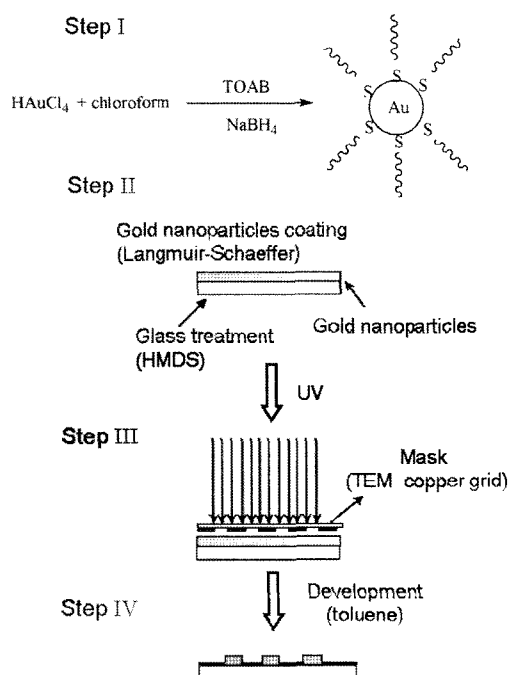 Step I
HAuCl4 + chloroform
TOAB
NaBH4
S
S
S
S
S
S
Au
Step II
Gold nanoparticles coating
(Langmuir-Schaeffer)
Glass treatment
(HMDS)
Gold nanoparticles
UV
Step III
Mask
(TEM copper grid)
Step IV
Development
(toluene)